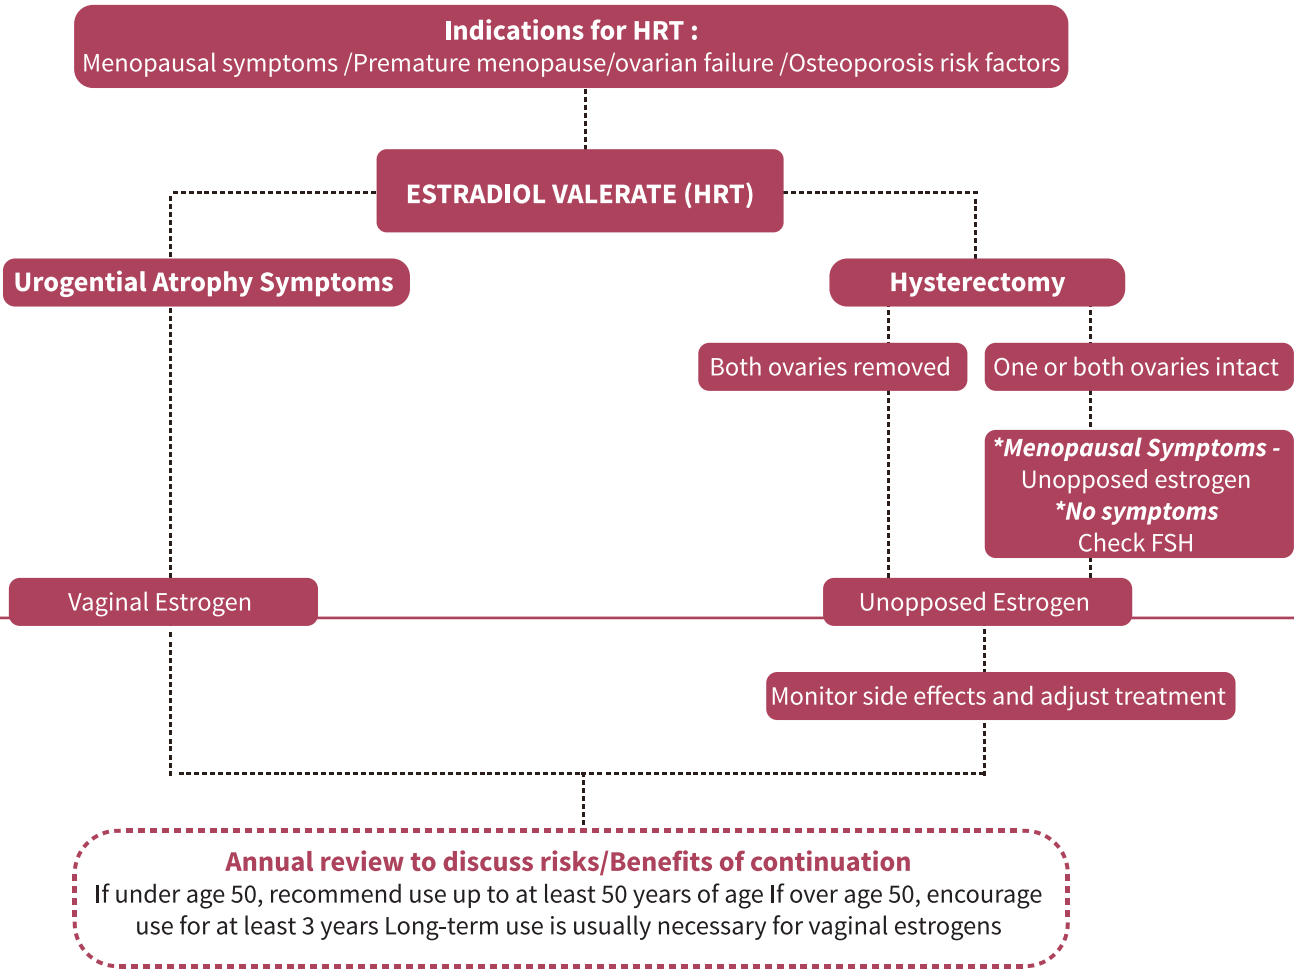 Indications for HRT :
Menopausal symptoms /Premature menopause/ovarian failure /Osteoporosis risk factors
ESTRADIOL VALERATE (HRT)
Urogential Atrophy Symptoms
Hysterectomy
Both ovaries removed
One or both ovaries intact
*Menopausal Symptoms -
Unopposed estrogen
*No symptoms
Check FSH
Vaginal Estrogen
Unopposed Estrogen
Monitor side effects and adjust treatment
Annual review to discuss risks/Benefits of continuation
If under age 50, recommend use up to at least 50 years of age If over age 50, encourage
use for at least 3 years Long-term use is usually necessary for vaginal estrogens